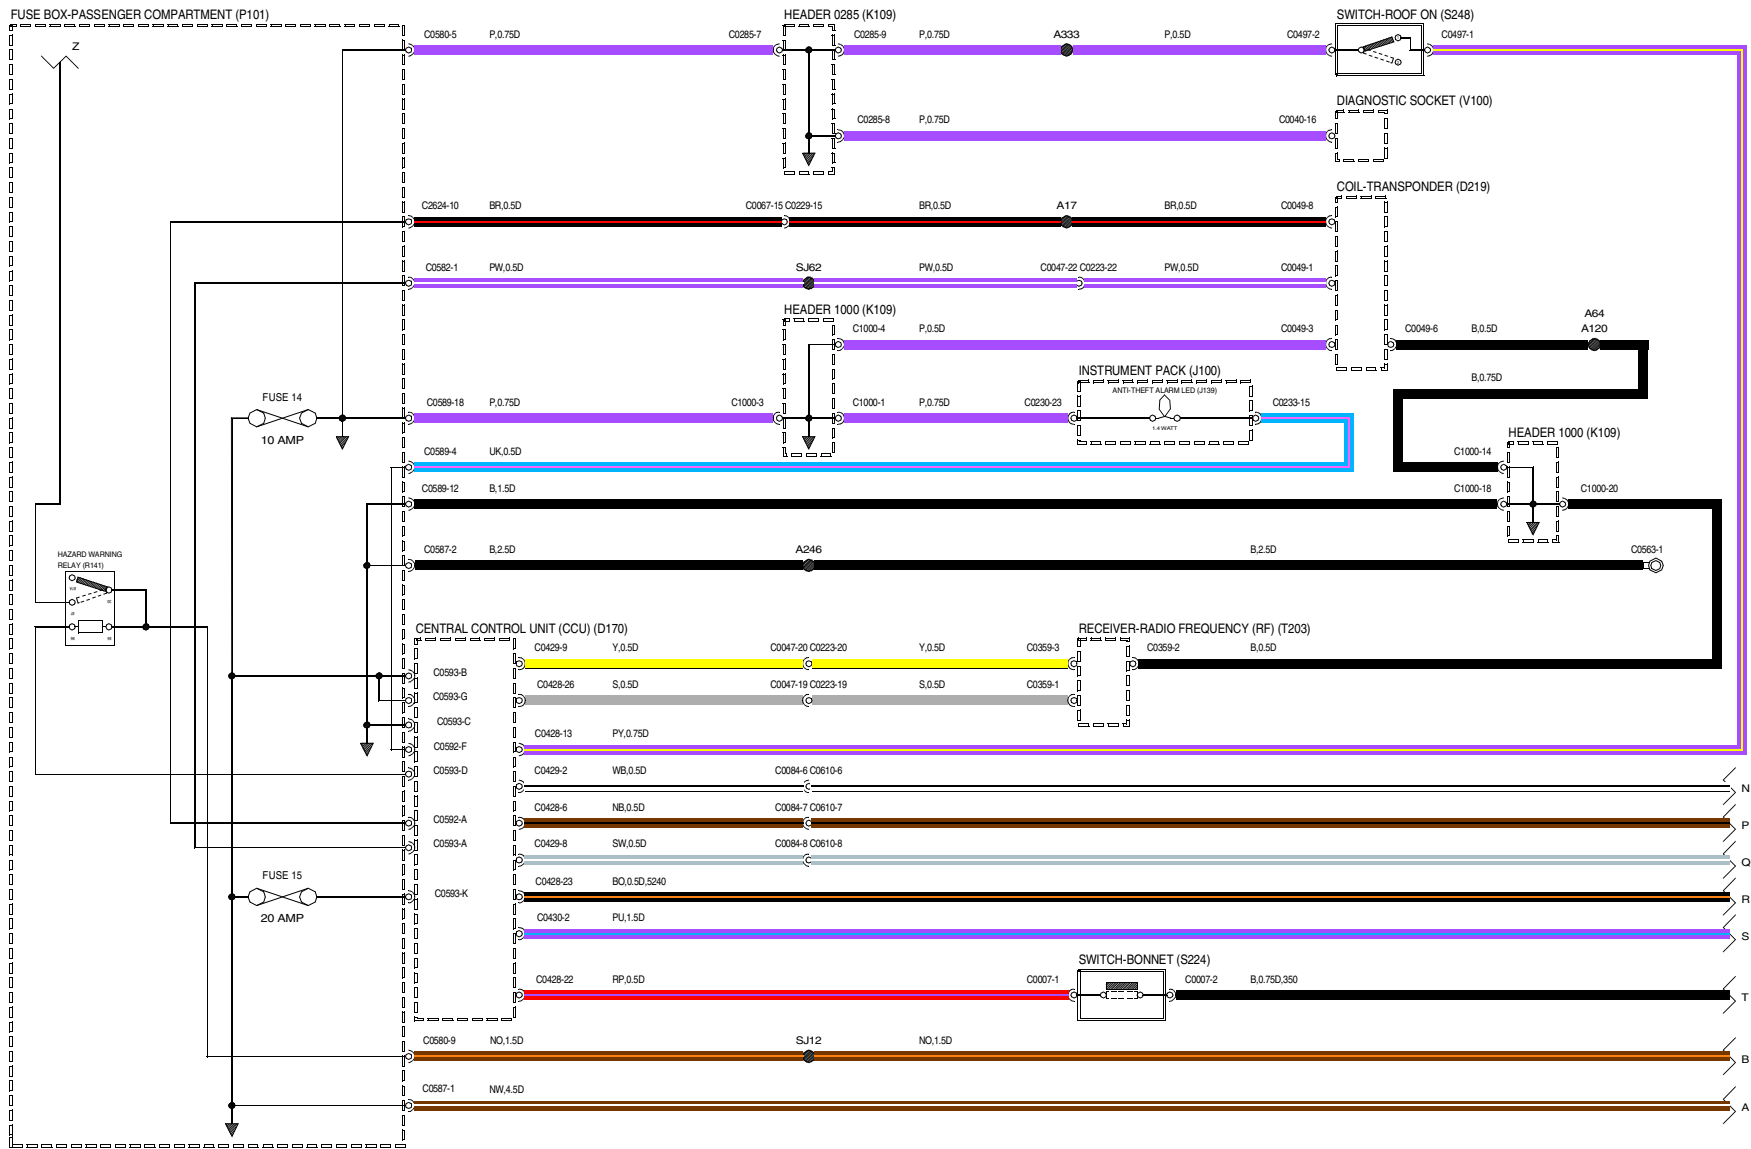 FUSE BOX-PASSENGER COMPARTMENT (P101)
HEADER 0285 (K109)
SWITCH-ROOF ON (S248)
Z
C0580-5 P,0.75D C0285-7 C0285-9 P,0.75D A333 P,0.5D C0497-2 C0497-1
DIAGNOSTIC SOCKET (V100)
C0285-8 P,0.75D C0040-16
COIL-TRANSPONDER (D219)
C2624-10 BR,0.5D C0067-15 C0229-15 BR,0.5D A17 BR,0.5D C0049-8
C0582-1 PW,0.5D SJ62 PW,0.5D C0047-22 C0223-22 PW,0.5D C0049-1
HEADER 1000 (K109)
A64
C1000-4 P,0.5D C0049-3 C0049-6 B,0.5D A120
INSTRUMENT PACK (J100)
B,0.75D
ANTI-THEFT ALARM LED (J139)
FUSE 14
C0589-18 P,0.75D C1000-3 C1000-1 P,0.75D C0230-23 C0233-15
1.4 WATT
10 AMP
HEADER 1000 (K109)
C0589-4 UK,0.5D C1000-14
C0589-12 B,1.5D C1000-18 C1000-20
HAZARD WARNING
RELAY (R141)
C0587-2 B,2.5D A246 B,2.5D C0563-1
CENTRAL CONTROL UNIT (CCU) (D170)
RECEIVER-RADIO FREQUENCY (RF) (T203)
C0429-9 Y,0.5D C0047-20 C0223-20 Y,0.5D C0359-3 C0359-2 B,0.5D
C0593-B
C0428-26 S,0.5D C0047-19 C0223-19 S,0.5D C0359-1
C0593-G
C0593-C
C0428-13 PY,0.75D
C0592-F
C0429-2 WB,0.5D C0084-6 C0610-6 N
C0593-D
C0428-6 NB,0.5D C0084-7 C0610-7 P
C0592-A
C0429-8 SW,0.5D C0084-8 C0610-8 Q
C0593-A
FUSE 15
C0428-23 BO,0.5D,5240 R
C0593-K
20 AMP
C0430-2 PU,1.5D S
SWITCH-BONNET (S224)
C0428-22 RP,0.5D C0007-1 C0007-2 B,0.75D,350 T
C0580-9 NO,1.5D SJ12 NO,1.5D B
C0587-1 NW,4.5D A